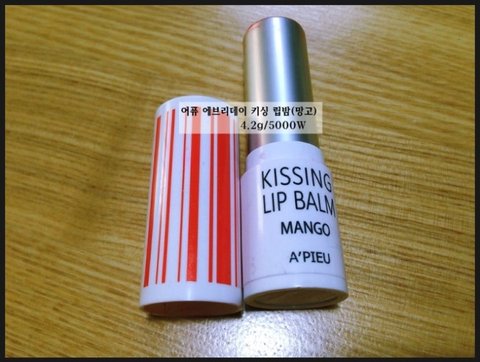 어퓨 에브리데이 키싱 립밤(망고)
4.2g/5000W
KISSING
LIP BALM
MANGO
A'PIEU